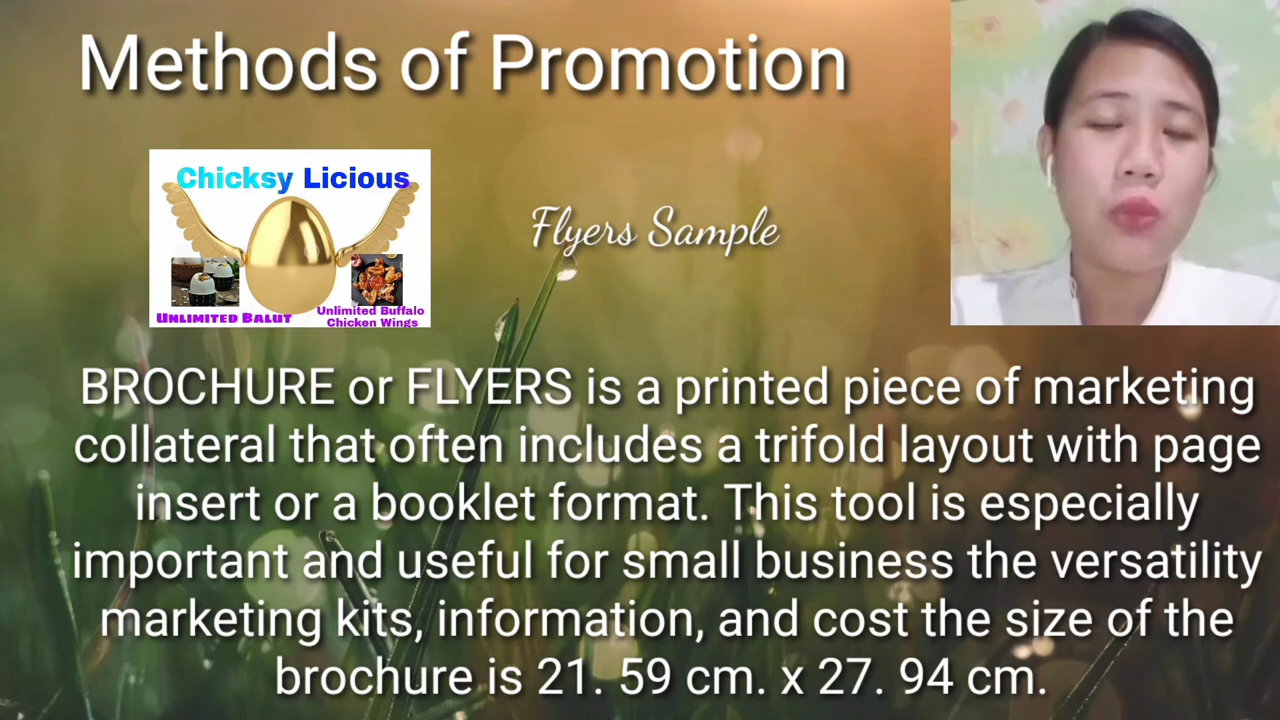 Methods of Promotion
Chicksy Licious
Flyers Sample
Unlimited Balut
Unlimited Buffalo
Chicken Wings
BROCHURE or FLYERS is a printed piece of marketing
collateral that often includes a trifold layout with page
insert or a booklet format. This tool is especially
important and useful for small business the versatility
marketing kits, information, and cost the size of the
brochure is 21. 59 cm. x 27. 94 cm.